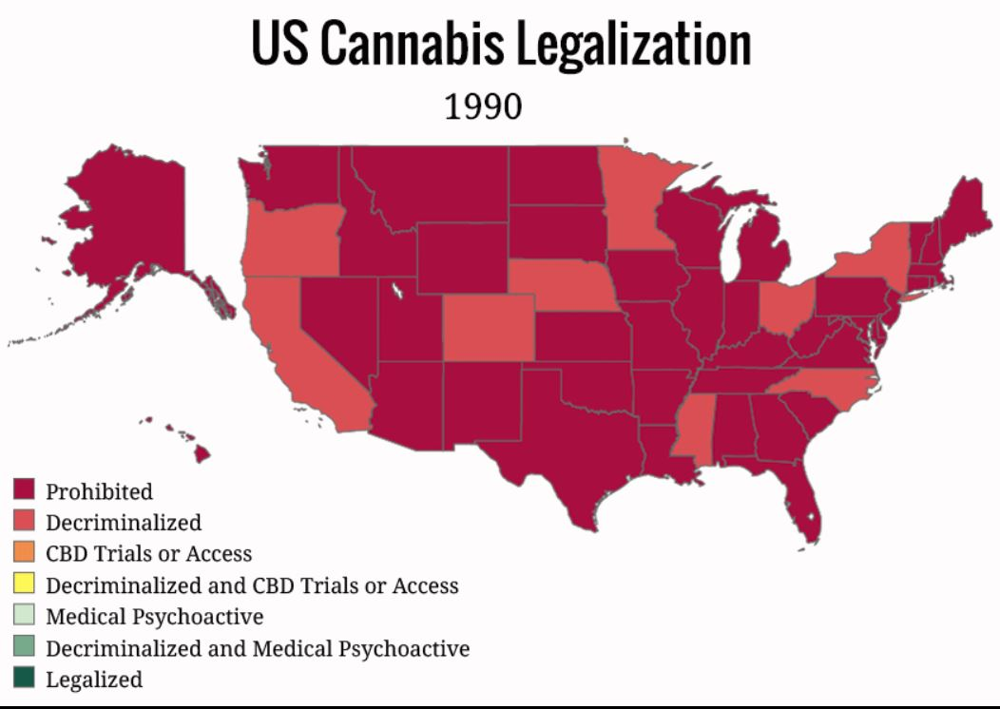 US Cannabis Legalization
1990
Prohibited
Decriminalized
CBD Trials or Access
Decriminalized and CBD Trials or Access
Medical Psychoactive
Decriminalized and Medical Psychoactive
Legalized